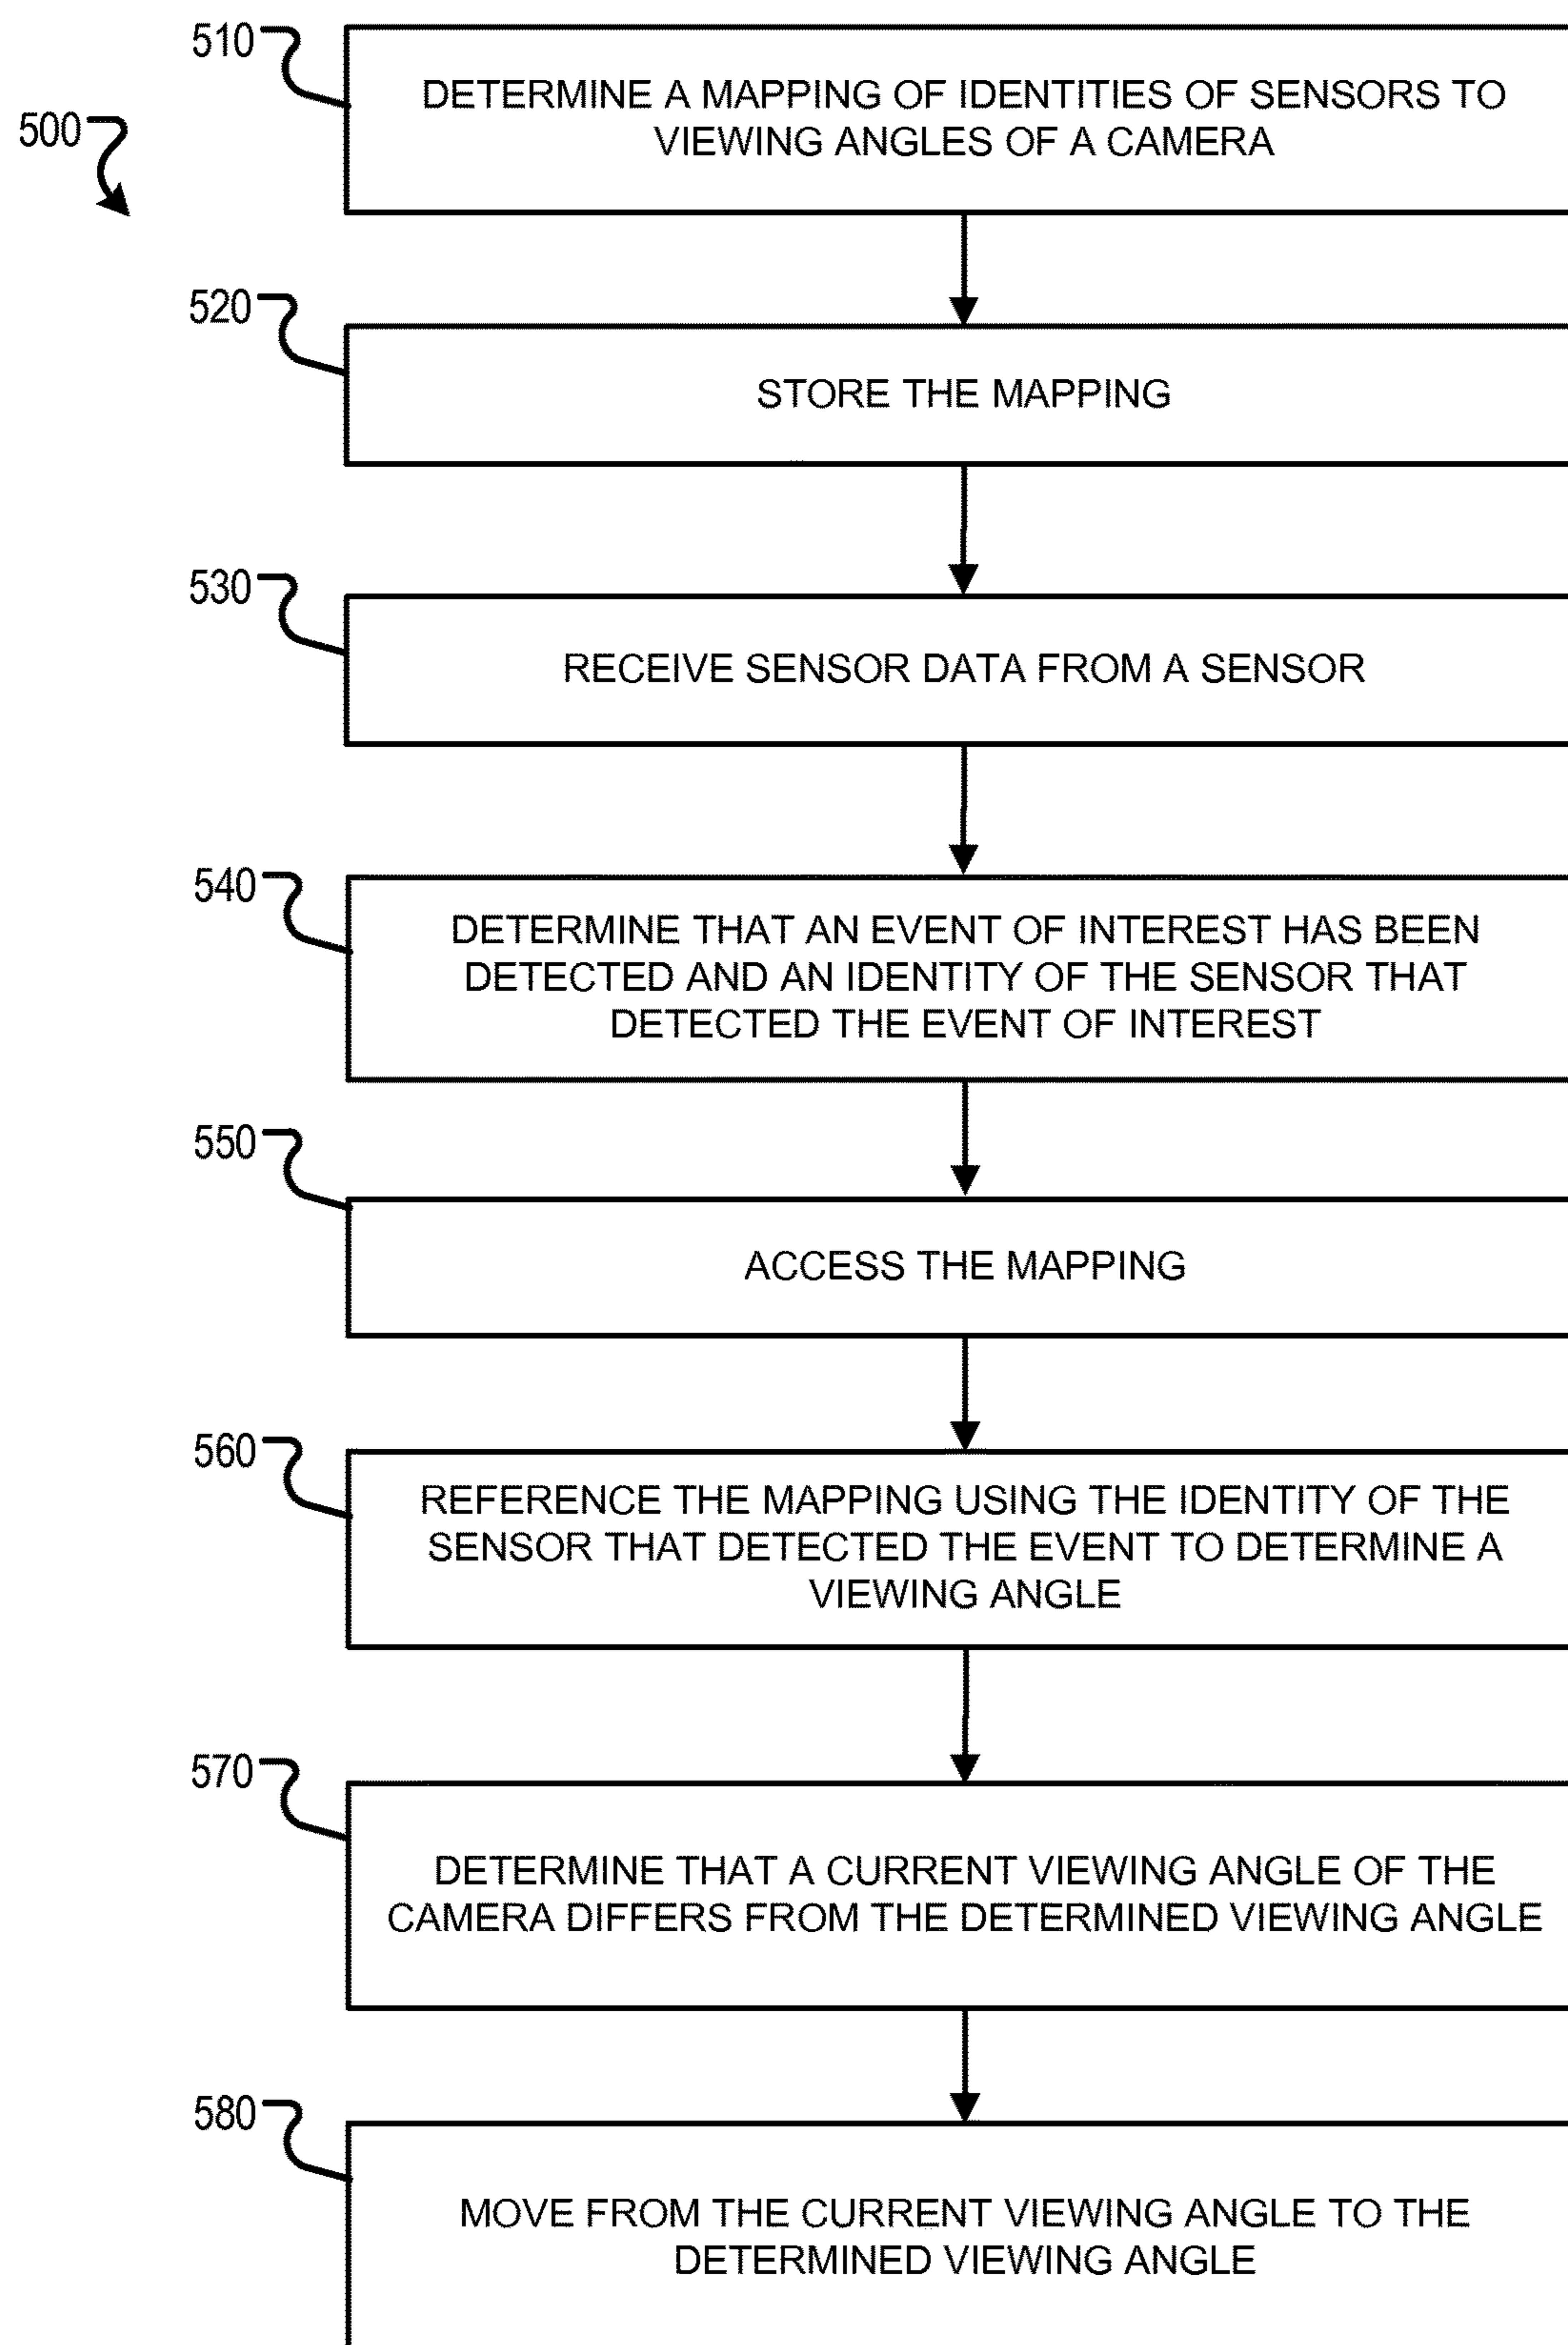 510
DETERMINE A MAPPING OF IDENTITIES OF SENSORS TO
VIEWING ANGLES OF A CAMERA
500
520
STORE THE MAPPING
530
RECEIVE SENSOR DATA FROM A SENSOR
540
DETERMINE THAT AN EVENT OF INTEREST HAS BEEN
DETECTED AND AN IDENTITY OF THE SENSOR THAT
DETECTED THE EVENT OF INTEREST
550
ACCESS THE MAPPING
560
REFERENCE THE MAPPING USING THE IDENTITY OF THE
SENSOR THAT DETECTED THE EVENT TO DETERMINE A
VIEWING ANGLE
570
DETERMINE THAT A CURRENT VIEWING ANGLE OF THE
CAMERA DIFFERS FROM THE DETERMINED VIEWING ANGLE
580
MOVE FROM THE CURRENT VIEWING ANGLE TO THE
DETERMINED VIEWING ANGLE